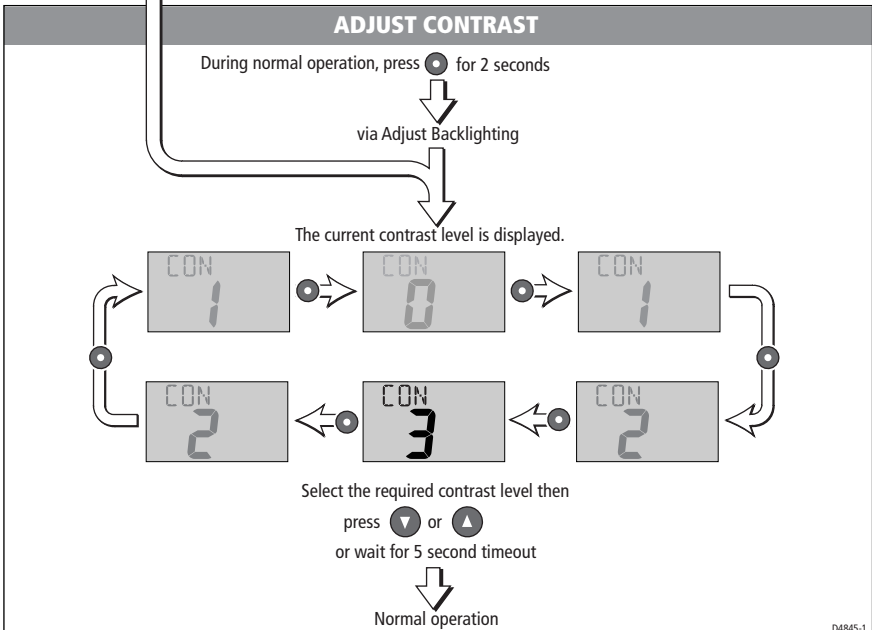 ADJUST CONTRAST
During normal operation, press for 2 seconds
via Adjust Backlighting
The current contrast level is displayed.
CON
1
CON
0
CON
1
CON
2
CON
3
CON
2
Select the required contrast level then
press or
or wait for 5 second timeout
Normal operation
D4845-1